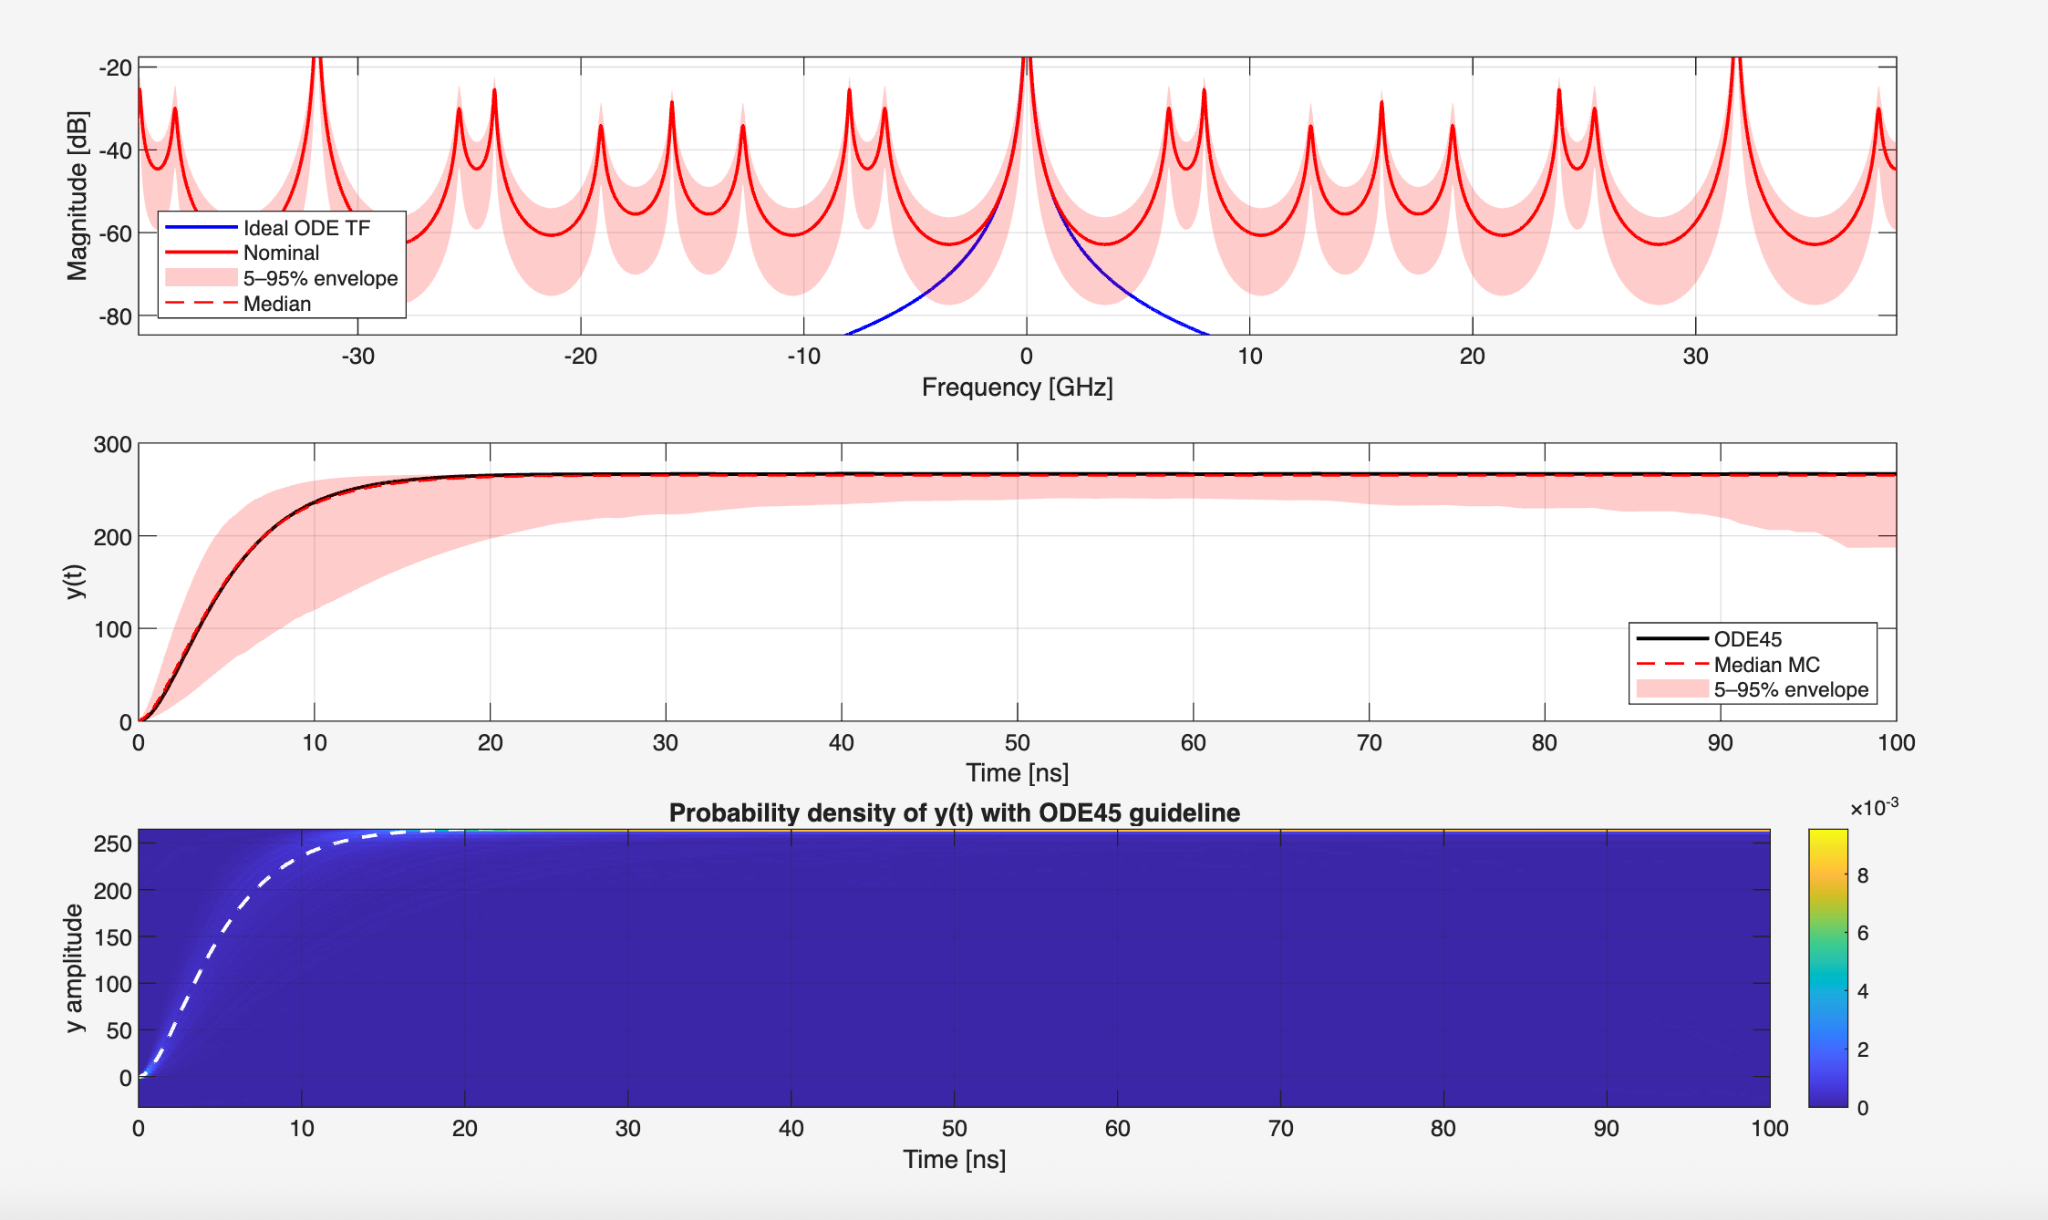 -20
-40
-60
-80
Magnitude [dB]
Ideal ODE TF
Nominal
5–95% envelope
Median
-30 -20 -10 0 10 20 30
Frequency [GHz]
300
200
100
0
y(t)
ODE45
Median MC
5–95% envelope
0 10 20 30 40 50 60 70 80 90 100
Time [ns]
Probability density of y(t) with ODE45 guideline
×10-3
250
200
150
100
50
0
y amplitude
8
6
4
2
0
0 10 20 30 40 50 60 70 80 90 100
Time [ns]